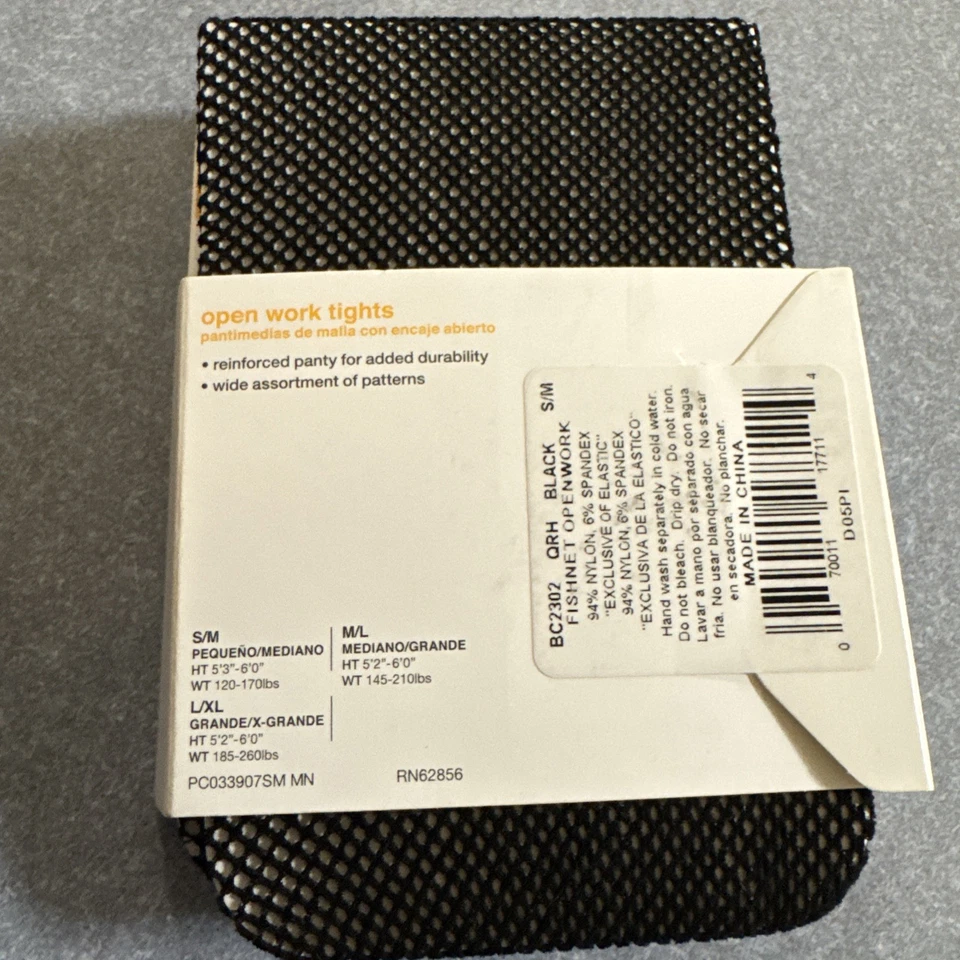 open work tights
pantimedias de malla con encaje abierto
• reinforced panty for added durability
• wide assortment of patterns
S/M
PEQUEÑO/MEDIANO
HT 5'3"-6'0"
WT 120-170lbs
M/L
MEDIANO/GRANDE
HT 5'2"-6'0"
WT 145-210lbs
L/XL
GRANDE/X-GRANDE
HT 5'2"-6'0"
WT 185-260lbs
PC033907SM MN
RN62856
BC2302 QRH BLACK S/M
FISHNET OPENWORK
94% NYLON, 6% SPANDEX
"EXCLUSIVE OF ELASTIC"
94% NYLON, 6% SPANDEX
"EXCLUSIVA DE LA ELASTICO"
Hand wash separately in cold water.
Do not bleach. Drip dry. Do not iron.
Lavar a mano por separado con agua
fria. No usar blanqueador. No secar
en secadora. No planchar.
MADE IN CHINA
0 70011 17711 4
D05PI